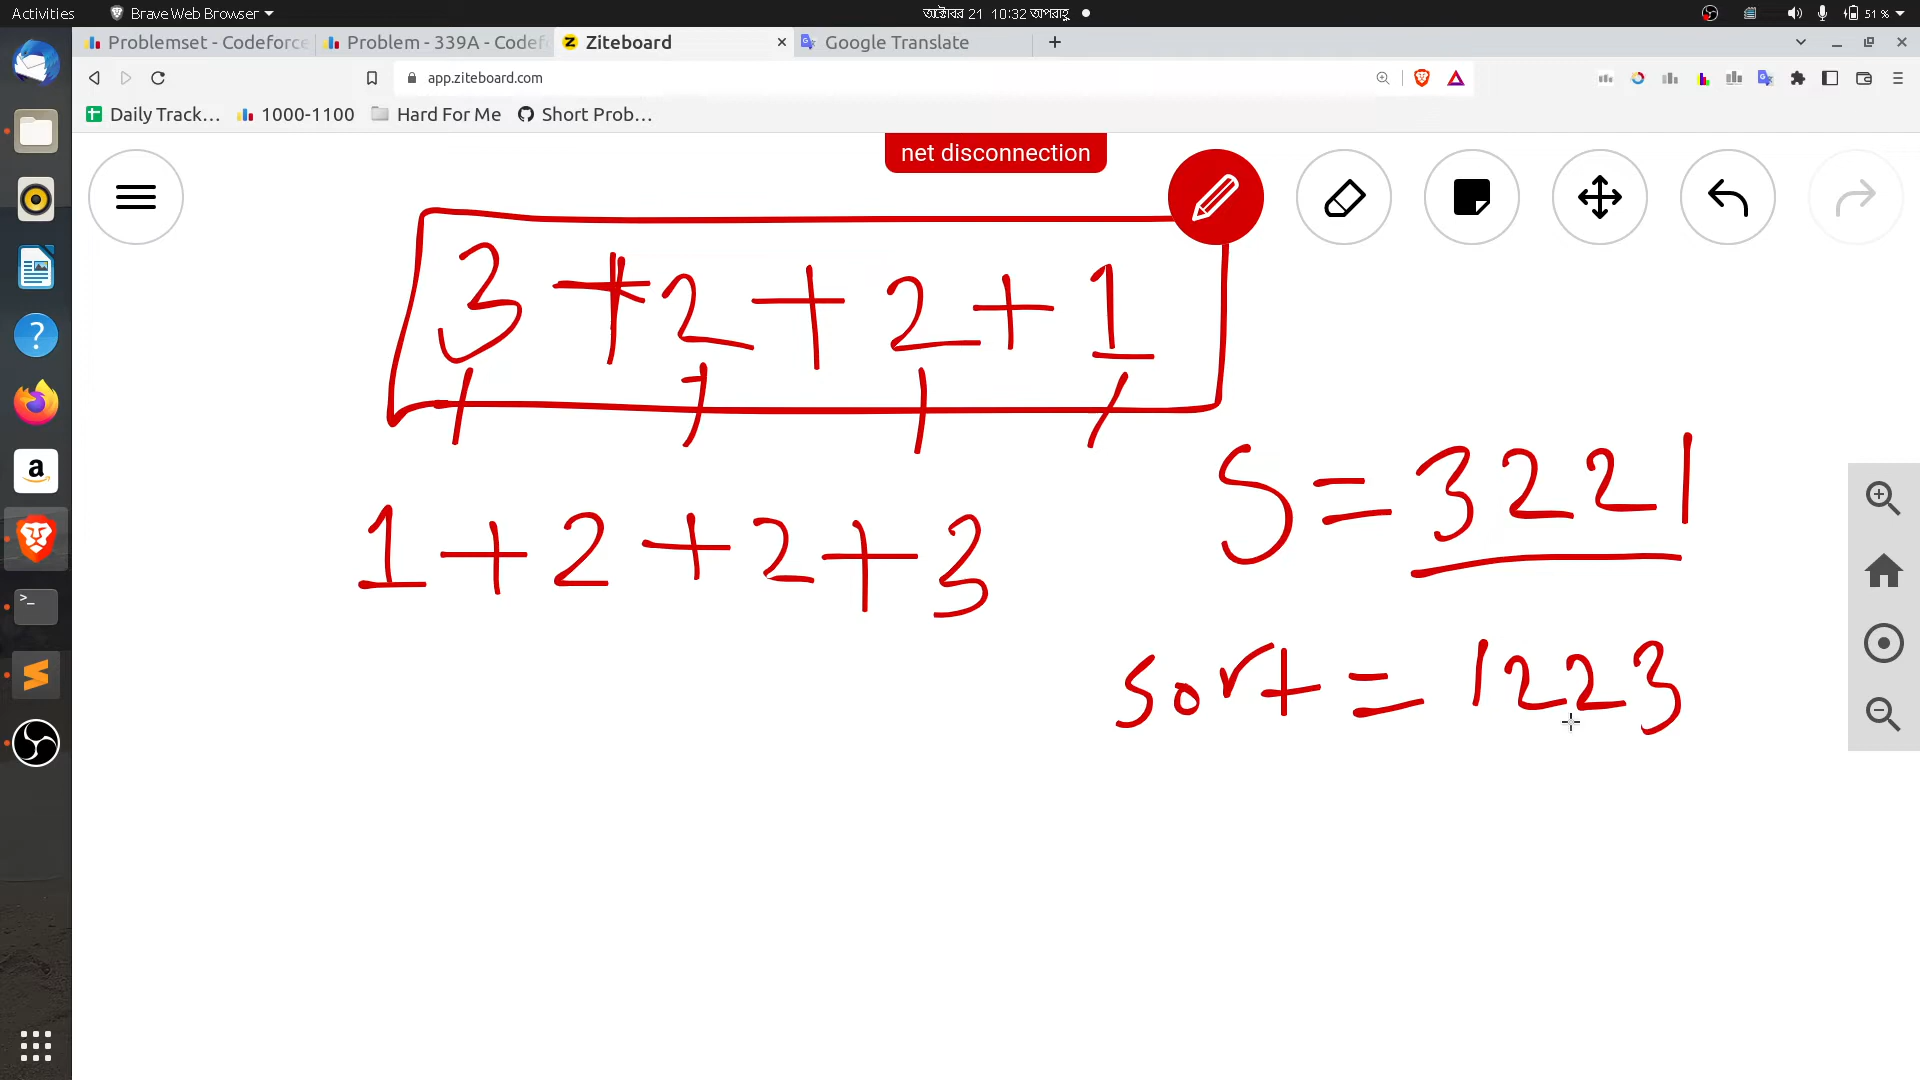 Activities Brave Web Browser অক্টোবর 21 10:32 অপরাহ্ণ 51 %
Problemset - Codeforce Problem - 339A - Codef Ziteboard Google Translate
app.ziteboard.com
Daily Track... 1000-1100 Hard For Me Short Prob...
net disconnection
3 + 2 + 2 + 1
S = 3221
1 + 2 + 2 + 3
sort = 1223